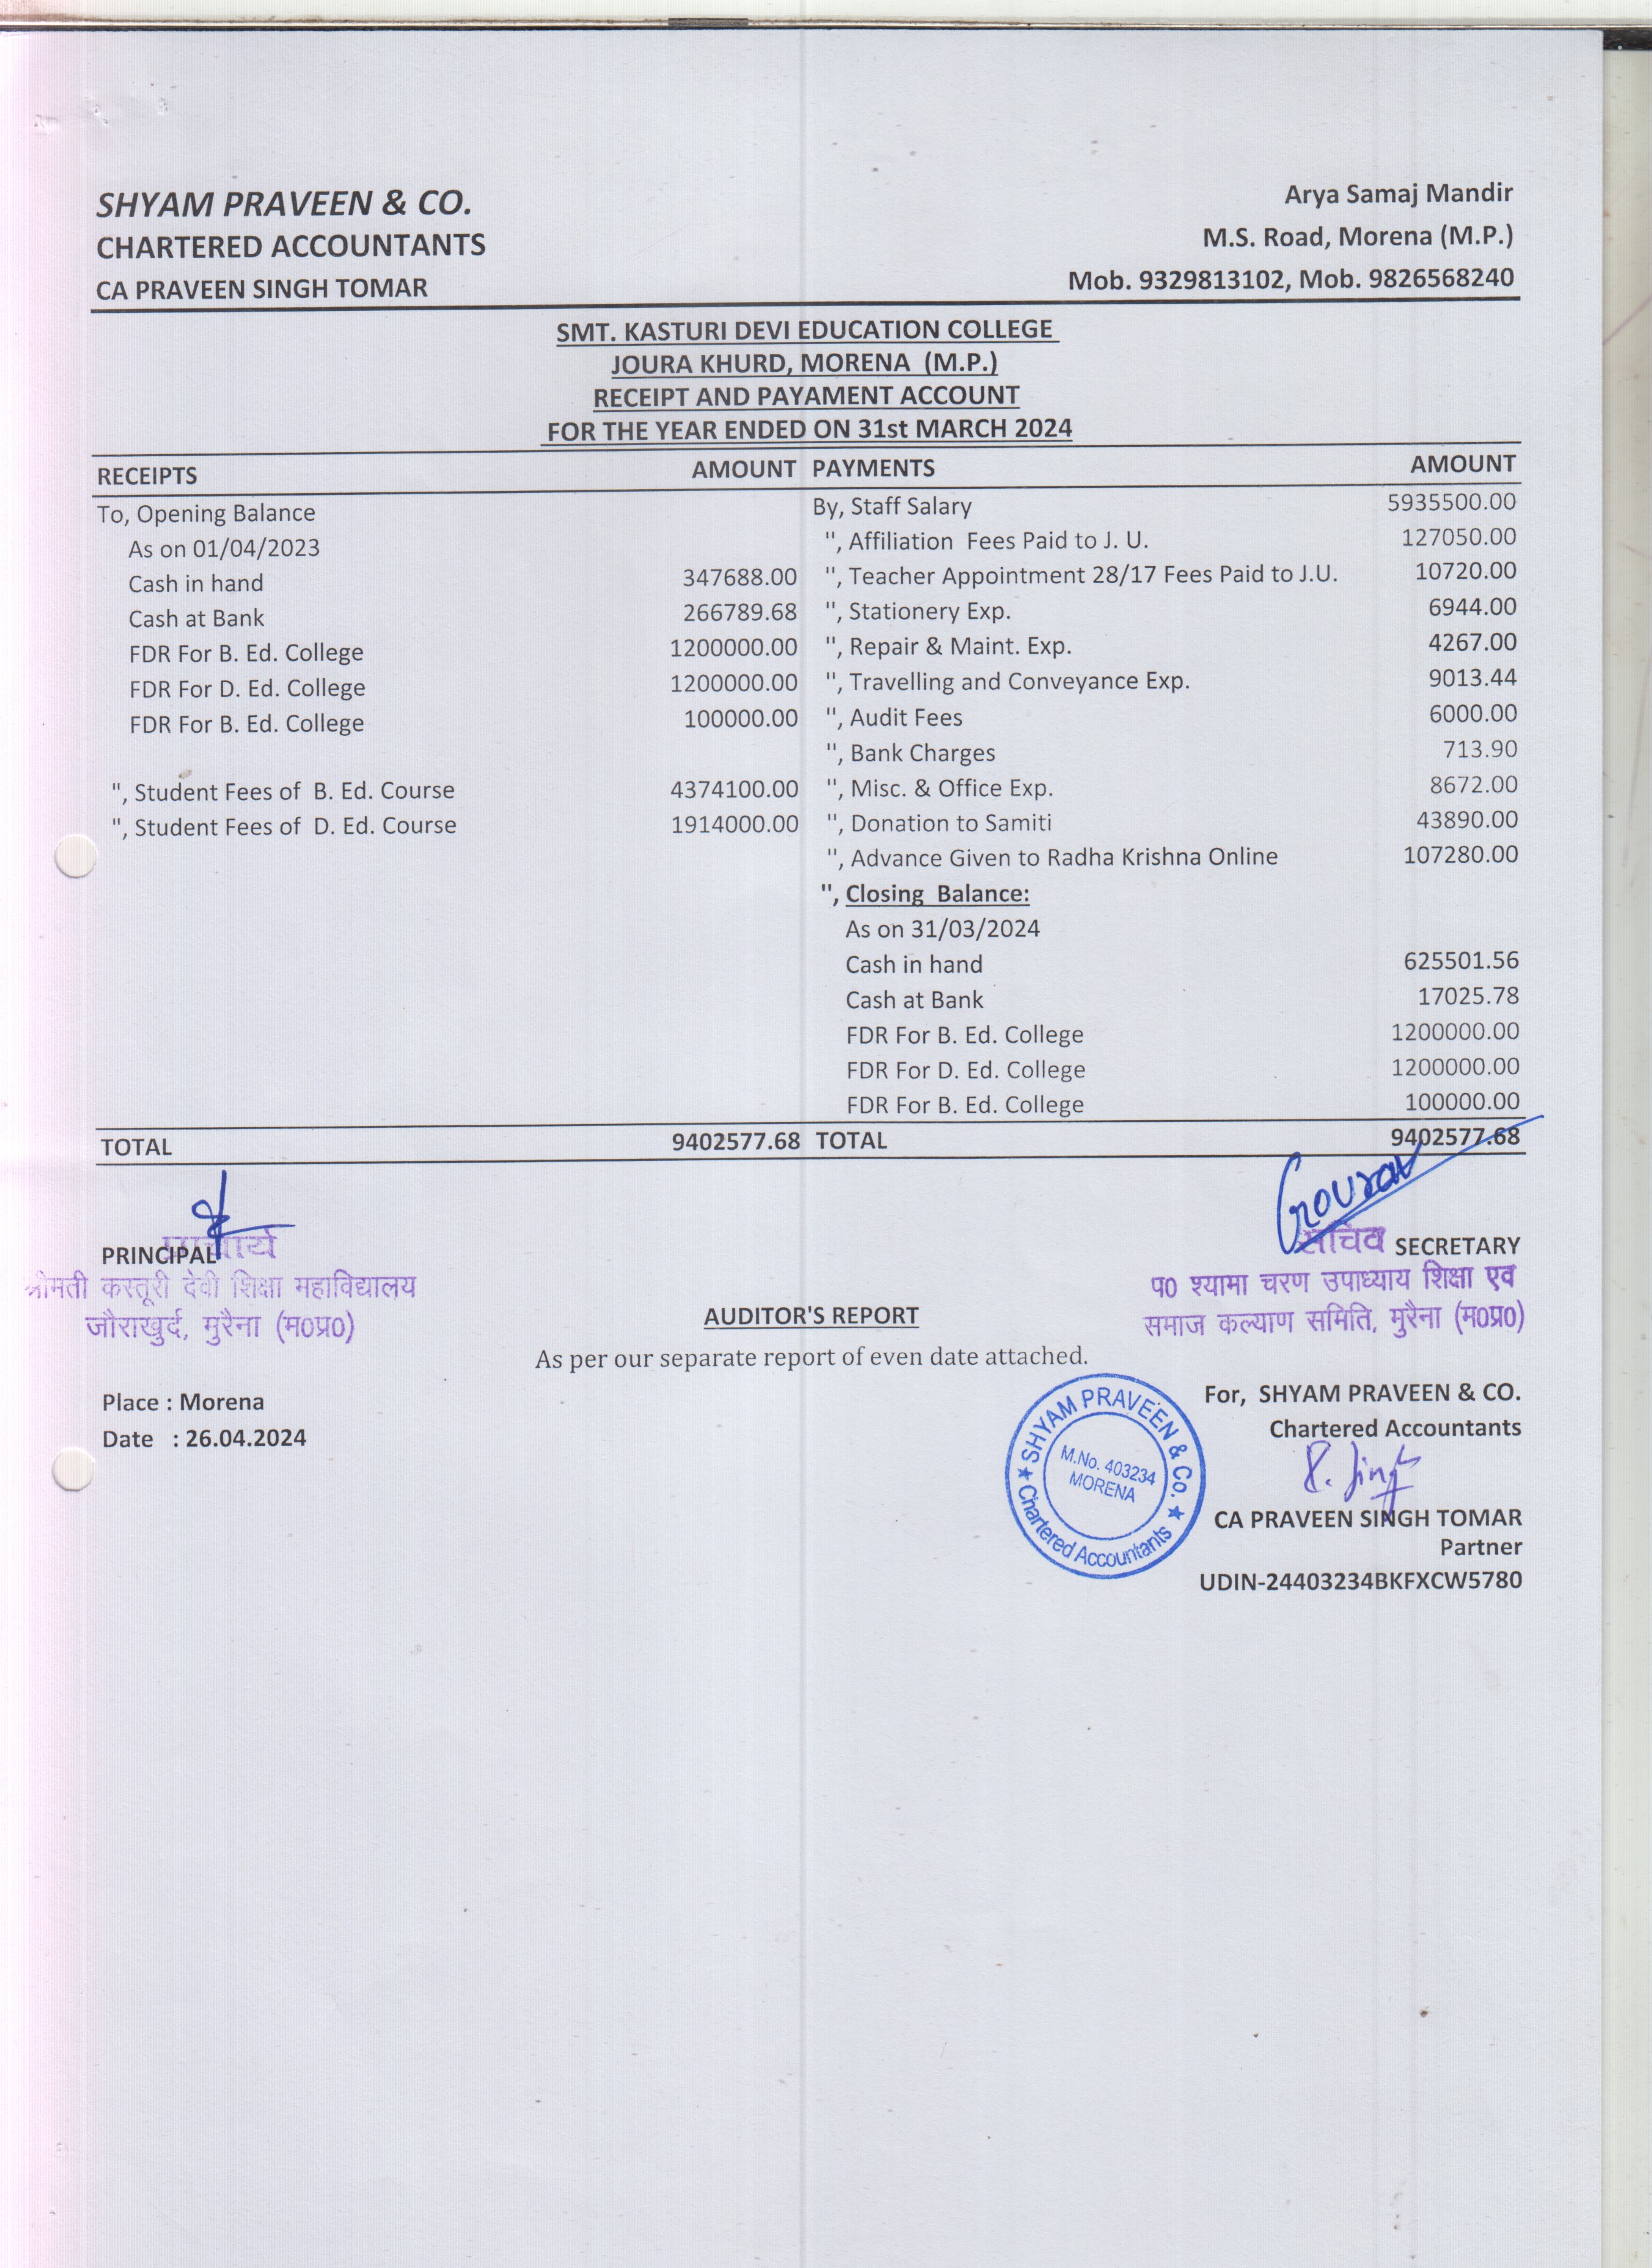 SHYAM PRAVEEN & CO.
Arya Samaj Mandir
CHARTERED ACCOUNTANTS
M.S. Road, Morena (M.P.)
CA PRAVEEN SINGH TOMAR
Mob. 9329813102, Mob. 9826568240
SMT. KASTURI DEVI EDUCATION COLLEGE
JOURA KHURD, MORENA (M.P.)
RECEIPT AND PAYAMENT ACCOUNT
FOR THE YEAR ENDED ON 31st MARCH 2024
RECEIPTS AMOUNT PAYMENTS AMOUNT
To, Opening Balance By, Staff Salary 5935500.00
As on 01/04/2023 ", Affiliation Fees Paid to J. U. 127050.00
Cash in hand 347688.00 ", Teacher Appointment 28/17 Fees Paid to J.U. 10720.00
Cash at Bank 266789.68 ", Stationery Exp. 6944.00
FDR For B. Ed. College 1200000.00 ", Repair & Maint. Exp. 4267.00
FDR For D. Ed. College 1200000.00 ", Travelling and Conveyance Exp. 9013.44
FDR For B. Ed. College 100000.00 ", Audit Fees 6000.00
", Bank Charges 713.90
", Student Fees of B. Ed. Course 4374100.00 ", Misc. & Office Exp. 8672.00
", Student Fees of D. Ed. Course 1914000.00 ", Donation to Samiti 43890.00
", Advance Given to Radha Krishna Online 107280.00
", Closing Balance:
As on 31/03/2024
Cash in hand 625501.56
Cash at Bank 17025.78
FDR For B. Ed. College 1200000.00
FDR For D. Ed. College 1200000.00
FDR For B. Ed. College 100000.00
TOTAL 9402577.68 TOTAL 9402577.68
Gourav
PRINCIPAL प्राचार्य
सचिव SECRETARY
श्रीमती कस्तूरी देवी शिक्षा महाविद्यालय
जौराखुर्द, मुरैना (म0प्र0)
प0 श्यामा चरण उपाध्याय शिक्षा एव
समाज कल्याण समिति, मुरैना (म0प्र0)
AUDITOR'S REPORT
As per our separate report of even date attached.
Place : Morena
Date : 26.04.2024
For, SHYAM PRAVEEN & CO.
Chartered Accountants
SHYAM PRAVEEN & Co.
M.No. 403234
MORENA
Chartered Accountants
P. Singh
CA PRAVEEN SINGH TOMAR
Partner
UDIN-24403234BKFXCW5780